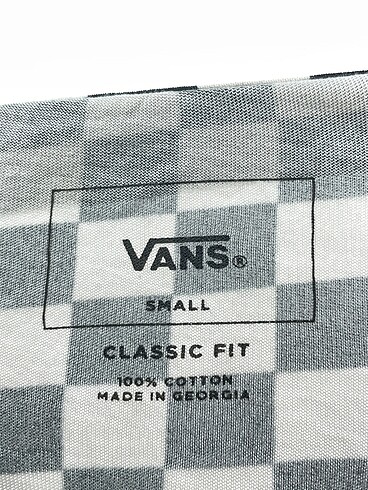 VANS®
SMALL
CLASSIC FIT
100% COTTON
MADE IN GEORGIA